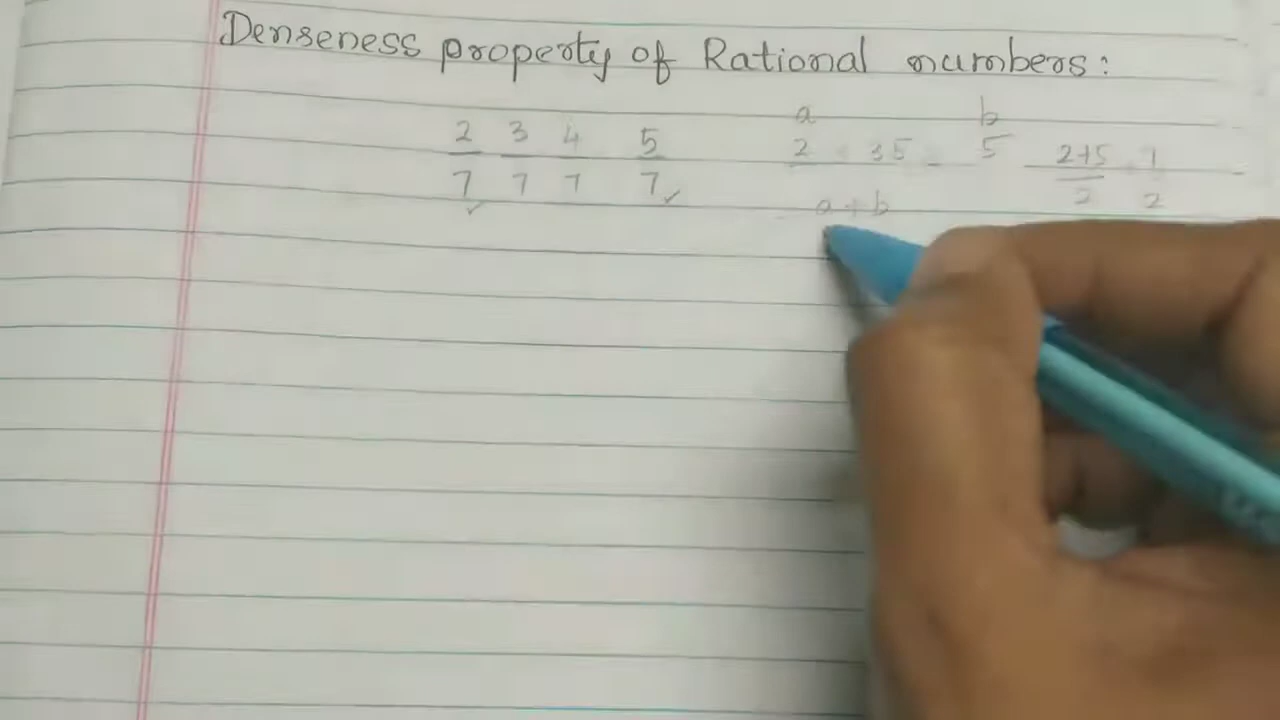 Denseness property of Rational numbers:
a b
2 3 4 5 2 3.5 5 2+5 7
7 7 7 7 2 2
a + b